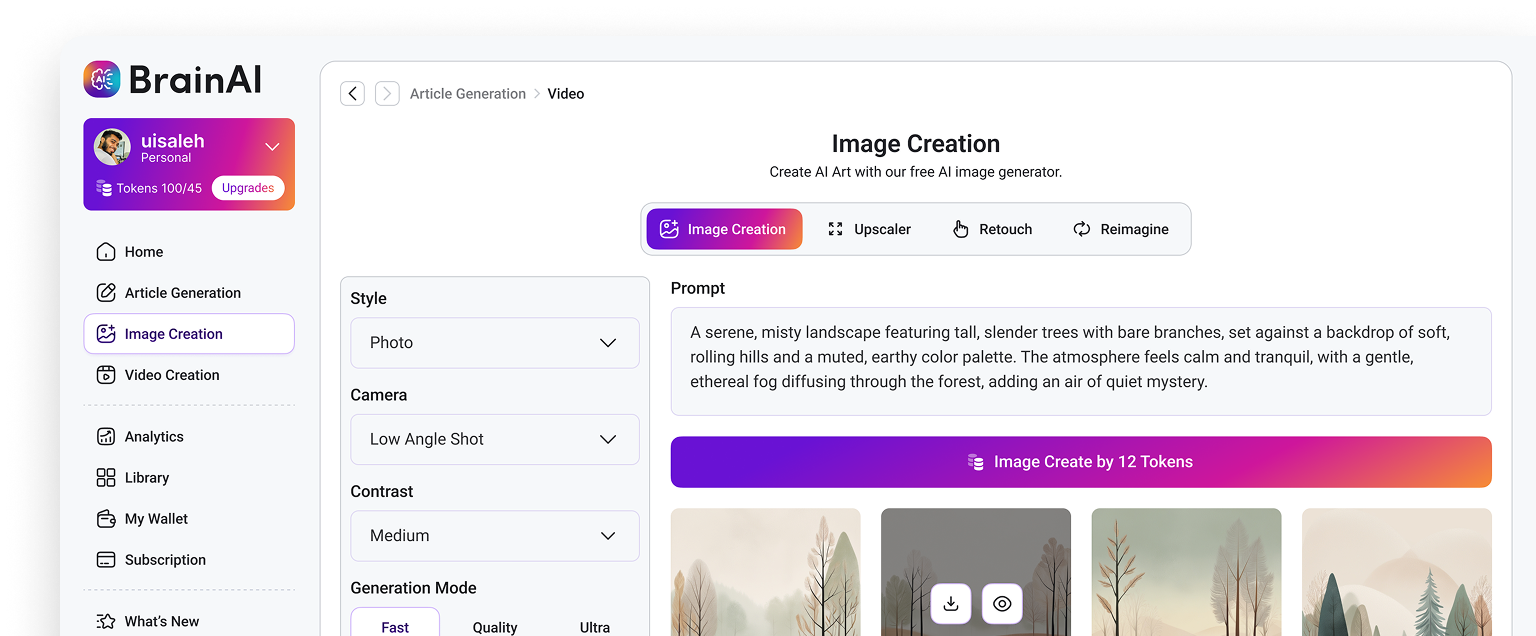 BrainAI
uisaleh
Personal
Tokens 100/45
Upgrades
Home
Article Generation
Image Creation
Video Creation
Analytics
Library
My Wallet
Subscription
What's New
Article Generation > Video
Image Creation
Create AI Art with our free AI image generator.
Image Creation
Upscaler
Retouch
Reimagine
Style
Photo
Camera
Low Angle Shot
Contrast
Medium
Generation Mode
Fast
Quality
Ultra
Prompt
A serene, misty landscape featuring tall, slender trees with bare branches, set against a backdrop of soft,
rolling hills and a muted, earthy color palette. The atmosphere feels calm and tranquil, with a gentle,
ethereal fog diffusing through the forest, adding an air of quiet mystery.
Image Create by 12 Tokens